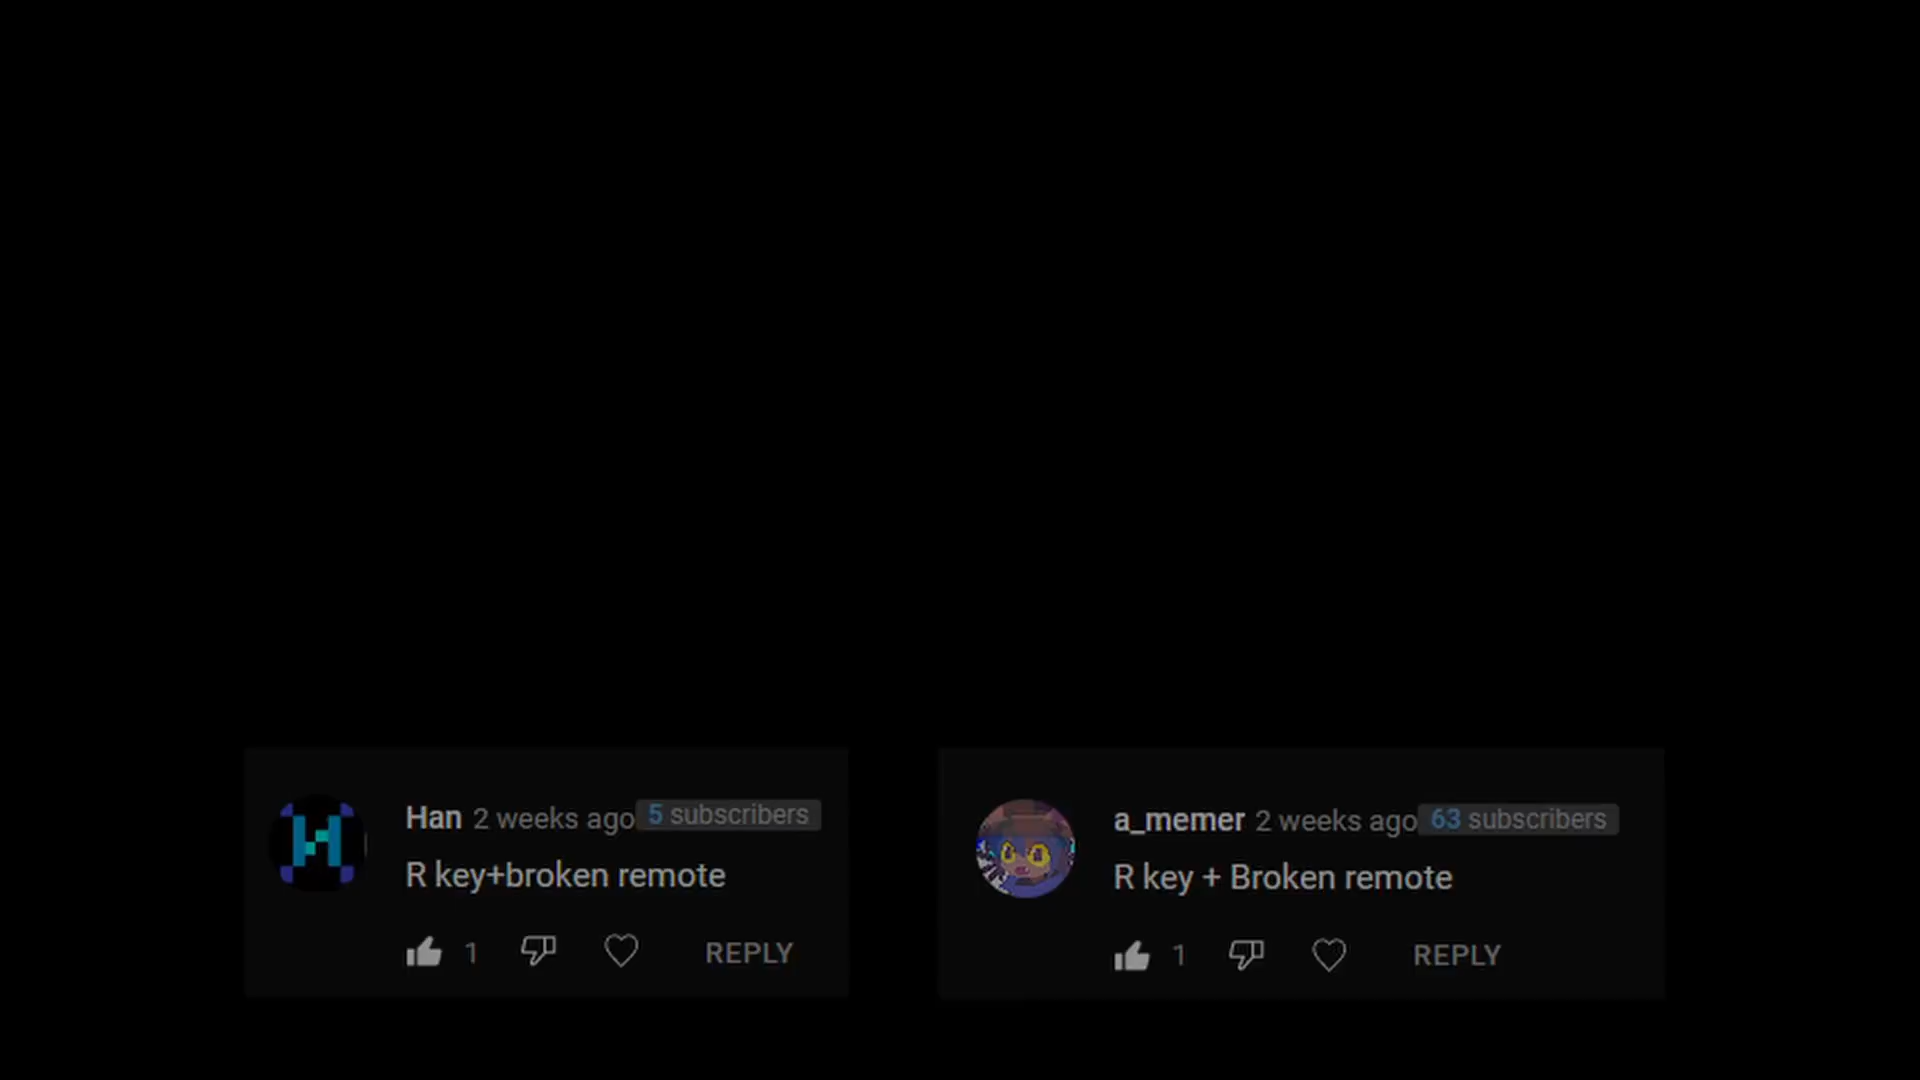 Han 2 weeks ago 5 subscribers
R key+broken remote
1 REPLY
a_memer 2 weeks ago 63 subscribers
R key + Broken remote
1 REPLY